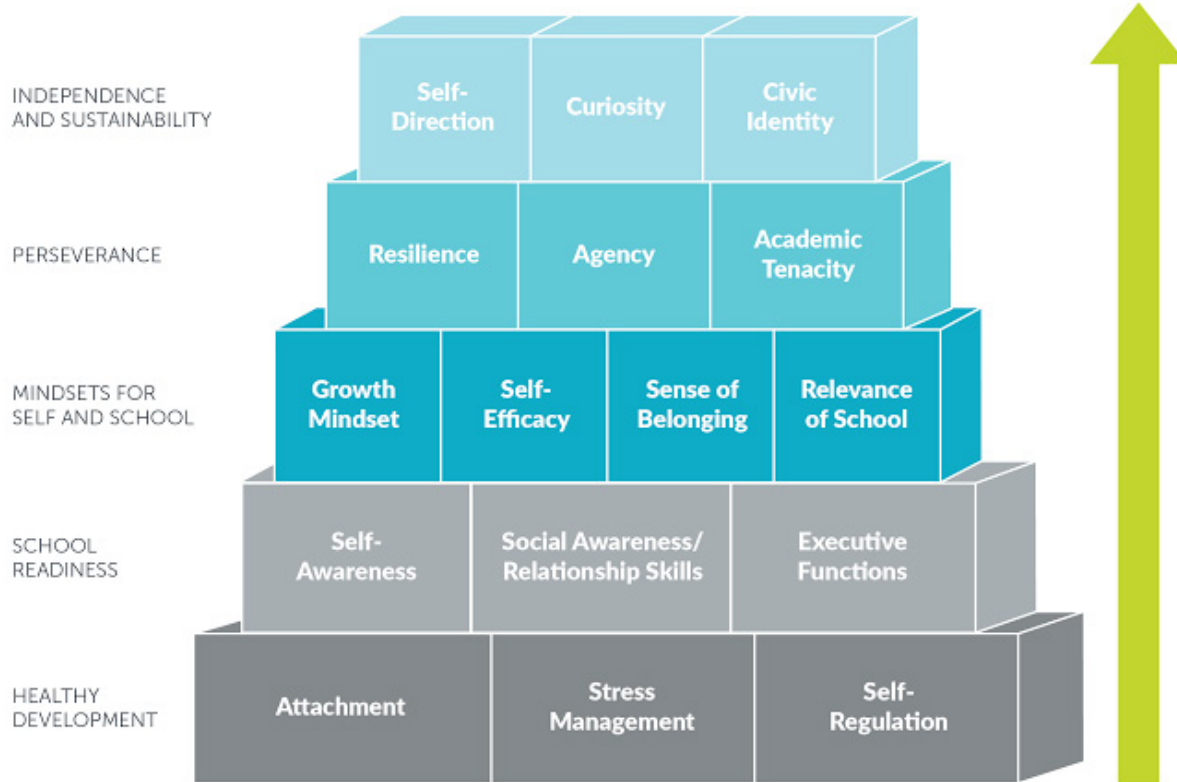 INDEPENDENCE
AND SUSTAINABILITY
Self-
Direction
Curiosity
Civic
Identity
PERSEVERANCE
Resilience
Agency
Academic
Tenacity
MINDSETS FOR
SELF AND SCHOOL
Growth
Mindset
Self-
Efficacy
Sense of
Belonging
Relevance
of School
SCHOOL
READINESS
Self-
Awareness
Social Awareness/
Relationship Skills
Executive
Functions
HEALTHY
DEVELOPMENT
Attachment
Stress
Management
Self-
Regulation